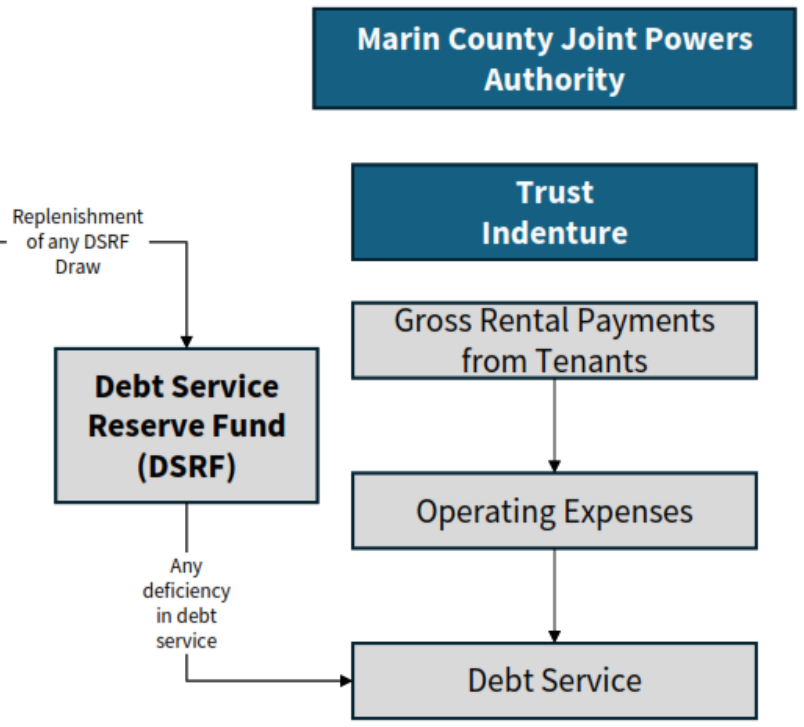 Marin County Joint Powers
Authority
Trust
Indenture
Replenishment
of any DSRF
Draw
Gross Rental Payments
from Tenants
Debt Service
Reserve Fund
(DSRF)
Operating Expenses
Any
deficiency
in debt
service
Debt Service